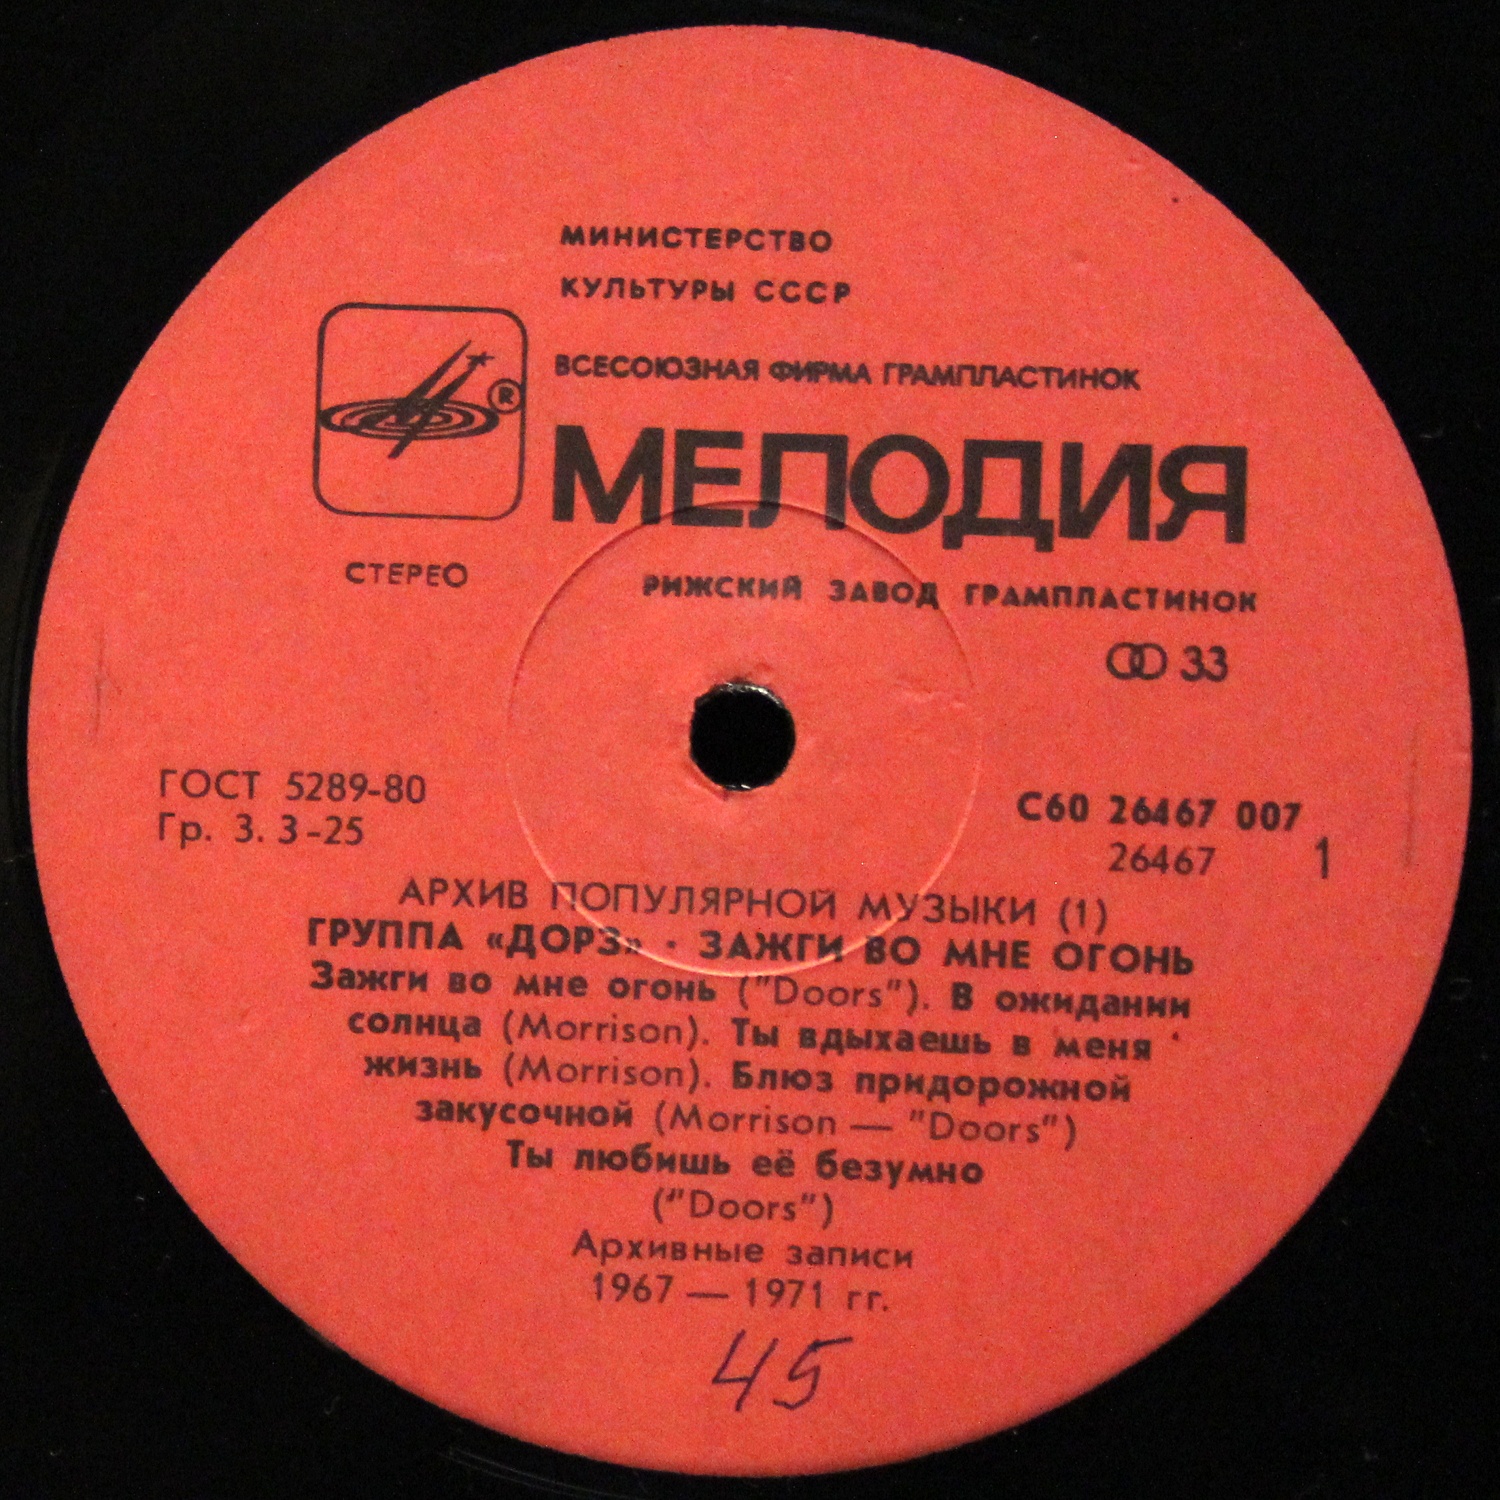 МИНИСТЕРСТВО
КУЛЬТУРЫ СССР
ВСЕСОЮЗНАЯ ФИРМА ГРАМПЛАСТИНОК
МЕЛОДИЯ
®
СТЕРЕО
РИЖСКИЙ ЗАВОД ГРАМПЛАСТИНОК
33
ГОСТ 5289-80
Гр. 3. 3-25
С60 26467 007
26467 1
АРХИВ ПОПУЛЯРНОЙ МУЗЫКИ (1)
ГРУППА «ДОРЗ» · ЗАЖГИ ВО МНЕ ОГОНЬ
Зажги во мне огонь ("Doors"). В ожидании
солнца (Morrison). Ты вдыхаешь в меня
жизнь (Morrison). Блюз придорожной
закусочной (Morrison — "Doors")
Ты любишь её безумно
("Doors")
Архивные записи
1967 — 1971 гг.
45